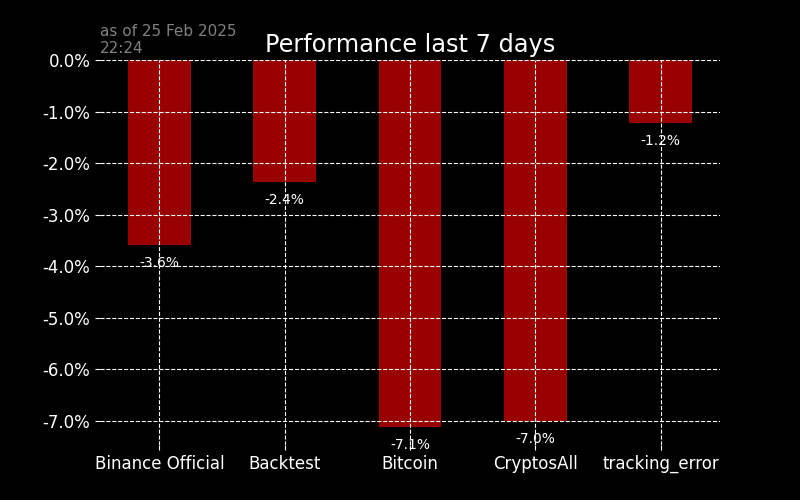 as of 25 Feb 2025
22:24
Performance last 7 days
0.0%
-1.0%
-2.0%
-3.0%
-4.0%
-5.0%
-6.0%
-7.0%
-3.6%
-2.4%
-7.1%
-7.0%
-1.2%
Binance Official
Backtest
Bitcoin
CryptosAll
tracking_error